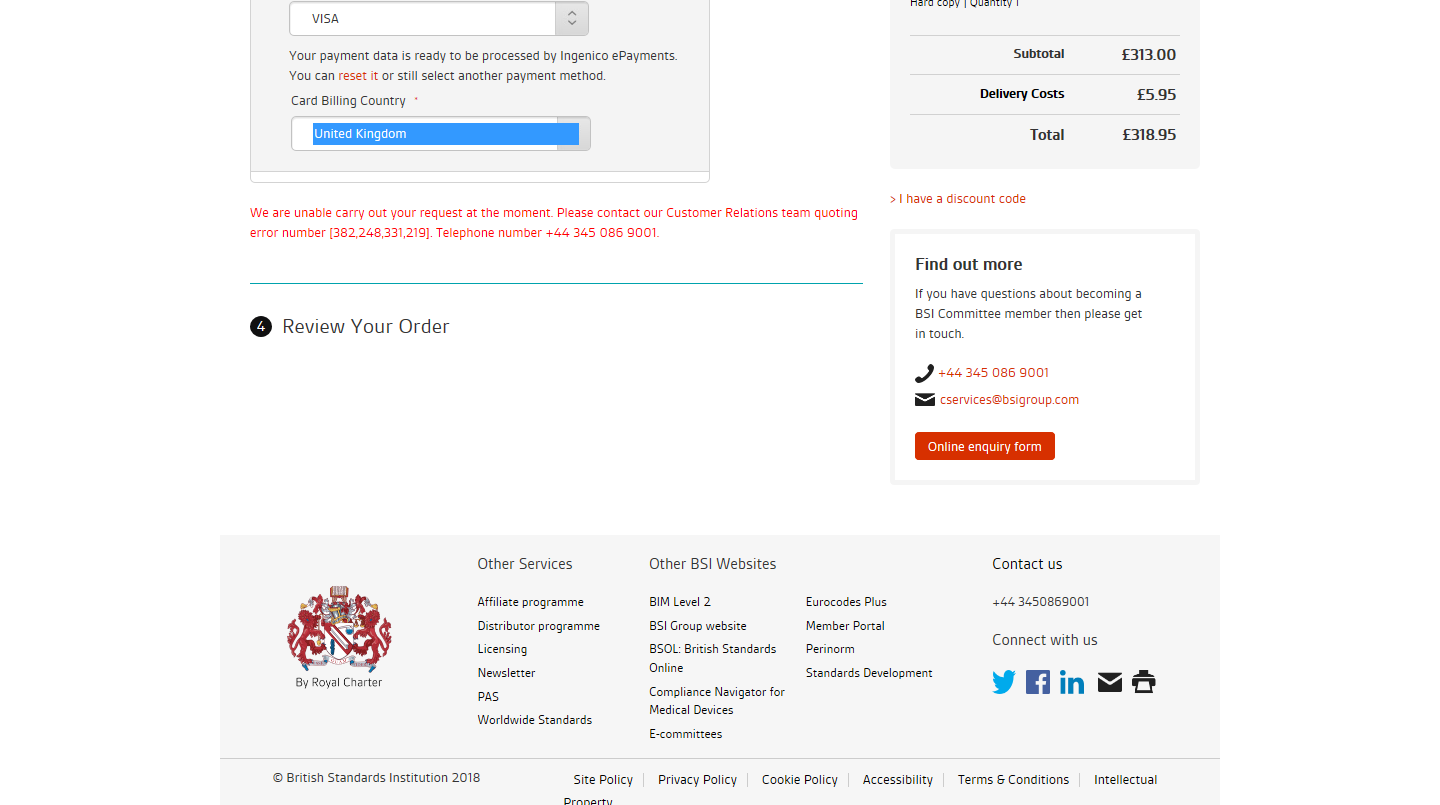 VISA
Your payment data is ready to be processed by Ingenico ePayments.
You can reset it or still select another payment method.
Card Billing Country *
United Kingdom
We are unable carry out your request at the moment. Please contact our Customer Relations team quoting
error number [382,248,331,219]. Telephone number +44 345 086 9001.
4 Review Your Order
Hard copy | Quantity 1
Subtotal £313.00
Delivery Costs £5.95
Total £318.95
> I have a discount code
Find out more
If you have questions about becoming a
BSI Committee member then please get
in touch.
+44 345 086 9001
cservices@bsigroup.com
Online enquiry form
By Royal Charter
Other Services
Affiliate programme
Distributor programme
Licensing
Newsletter
PAS
Worldwide Standards
Other BSI Websites
BIM Level 2
BSI Group website
BSOL: British Standards
Online
Compliance Navigator for
Medical Devices
E-committees
Eurocodes Plus
Member Portal
Perinorm
Standards Development
Contact us
+44 3450869001
Connect with us
© British Standards Institution 2018
Site Policy | Privacy Policy | Cookie Policy | Accessibility | Terms & Conditions | Intellectual
Property